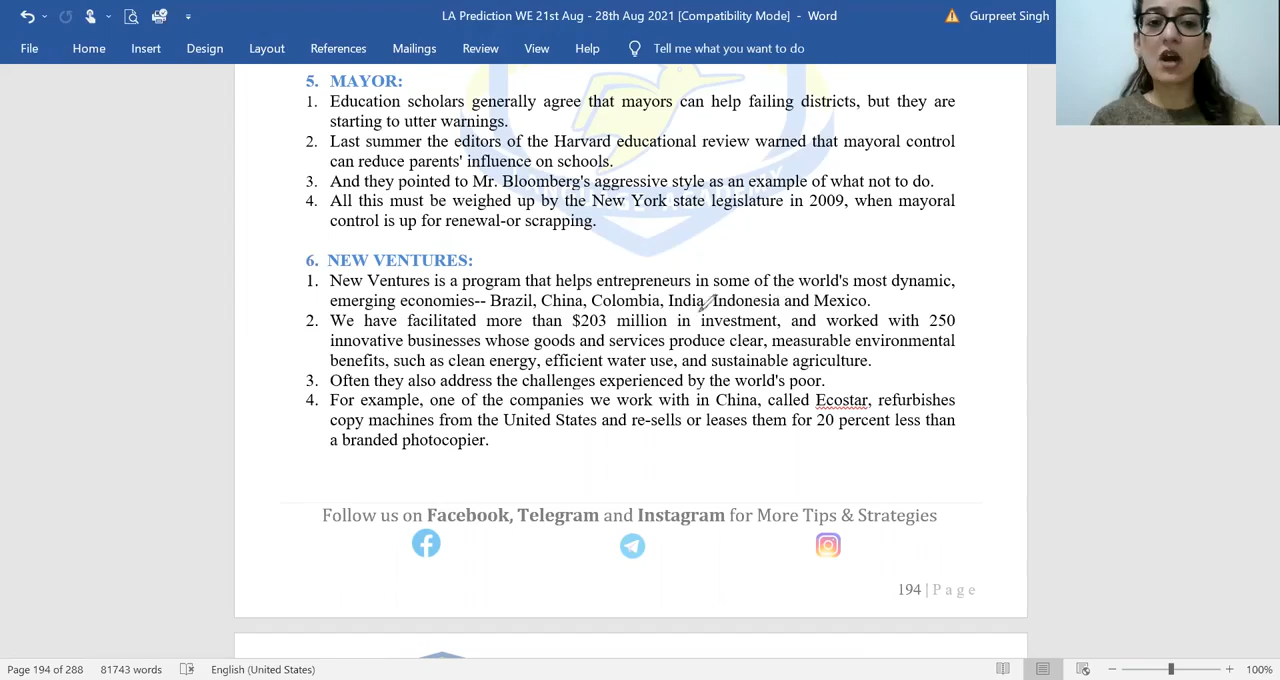 LA Prediction WE 21st Aug - 28th Aug 2021 [Compatibility Mode] - Word
Gurpreet Singh
File Home Insert Design Layout References Mailings Review View Help Tell me what you want to do
5. MAYOR:
1. Education scholars generally agree that mayors can help failing districts, but they are
starting to utter warnings.
2. Last summer the editors of the Harvard educational review warned that mayoral control
can reduce parents' influence on schools.
3. And they pointed to Mr. Bloomberg's aggressive style as an example of what not to do.
4. All this must be weighed up by the New York state legislature in 2009, when mayoral
control is up for renewal-or scrapping.
6. NEW VENTURES:
1. New Ventures is a program that helps entrepreneurs in some of the world's most dynamic,
emerging economies-- Brazil, China, Colombia, India, Indonesia and Mexico.
2. We have facilitated more than $203 million in investment, and worked with 250
innovative businesses whose goods and services produce clear, measurable environmental
benefits, such as clean energy, efficient water use, and sustainable agriculture.
3. Often they also address the challenges experienced by the world's poor.
4. For example, one of the companies we work with in China, called Ecostar, refurbishes
copy machines from the United States and re-sells or leases them for 20 percent less than
a branded photocopier.
Follow us on Facebook, Telegram and Instagram for More Tips & Strategies
194 | Page
Page 194 of 288 81743 words English (United States) 100%